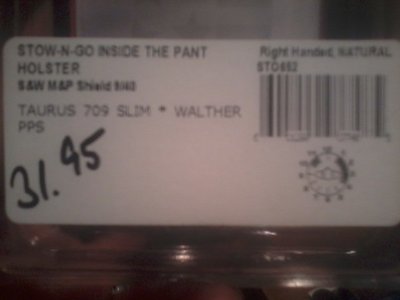 STOW-N-GO INSIDE THE PANT
HOLSTER
S&W M&P Shield 9/40
TAURUS 709 SLIM * WALTHER
PPS
31.95
Right Handed, NATURAL
STO652